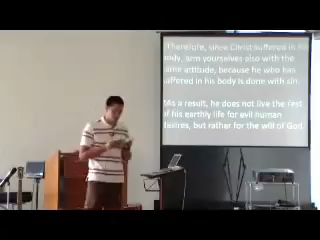 Therefore, since Christ suffered in his
body, arm yourselves also with the
same attitude, because he who has
suffered in his body is done with sin.
As a result, he does not live the rest
of his earthly life for evil human
desires, but rather for the will of God.